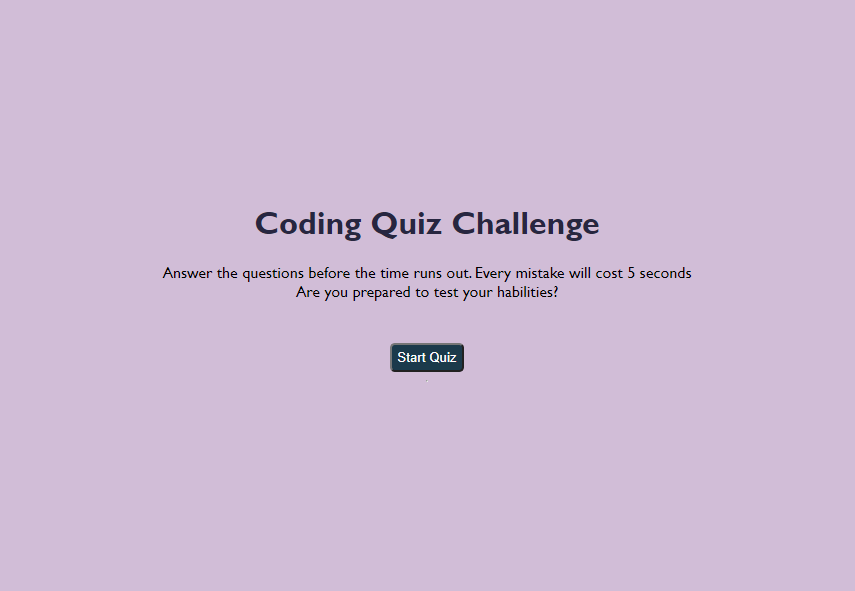 Coding Quiz Challenge
Answer the questions before the time runs out. Every mistake will cost 5 seconds
Are you prepared to test your habilities?
Start Quiz